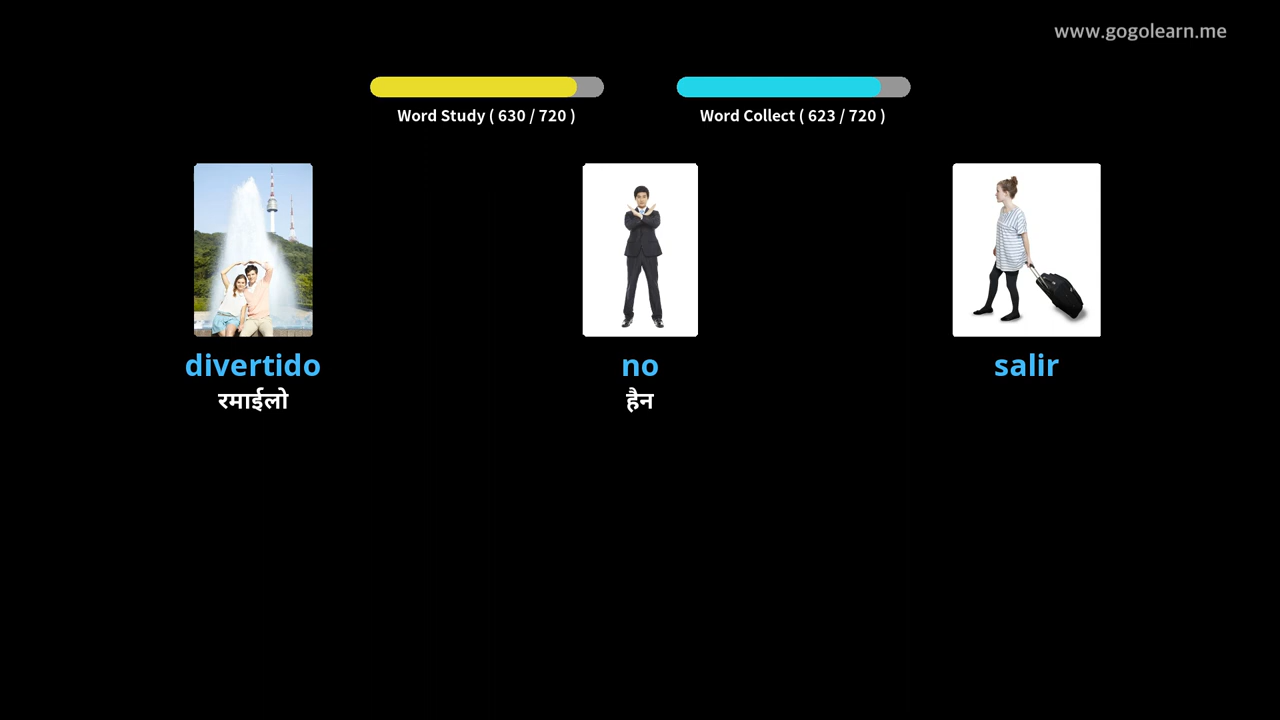 www.gogolearn.me
Word Study ( 630 / 720 )
Word Collect ( 623 / 720 )
divertido
no
salir
रमाईलो
हैन